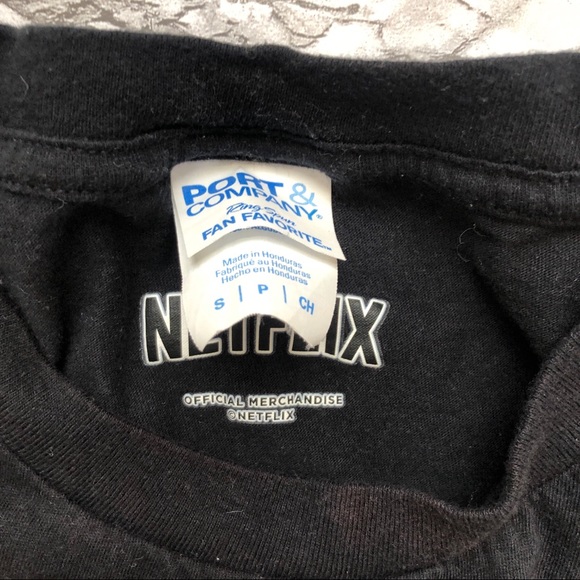 PORT &
COMPANY®
Ring Spun
FAN FAVORITE™
Made in Honduras
Fabriqué au Honduras
Hecho en Honduras
S | P | CH
NETFLIX
OFFICIAL MERCHANDISE
©NETFLIX